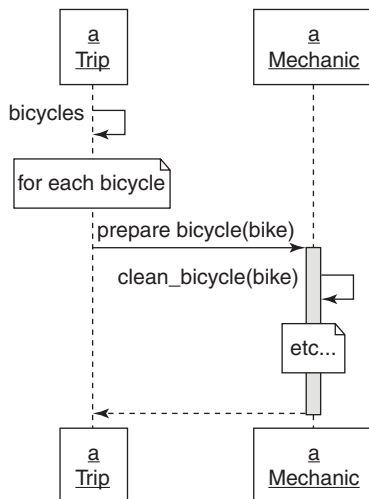 a
Trip
a
Mechanic
bicycles
for each bicycle
prepare bicycle(bike)
clean_bicycle(bike)
etc...
a
Trip
a
Mechanic